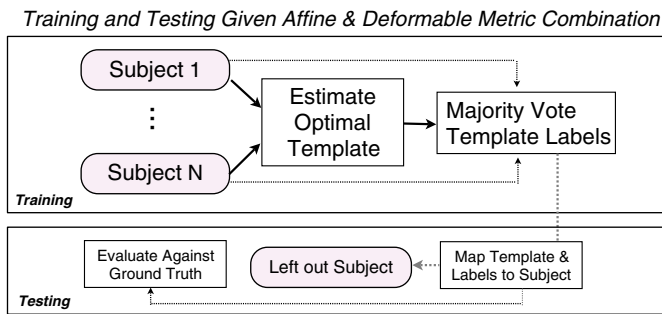 Training and Testing Given Affine & Deformable Metric Combination
Subject 1
⋮
Subject N
Estimate
Optimal
Template
Majority Vote
Template Labels
Training
Evaluate Against
Ground Truth
Left out Subject
Map Template &
Labels to Subject
Testing